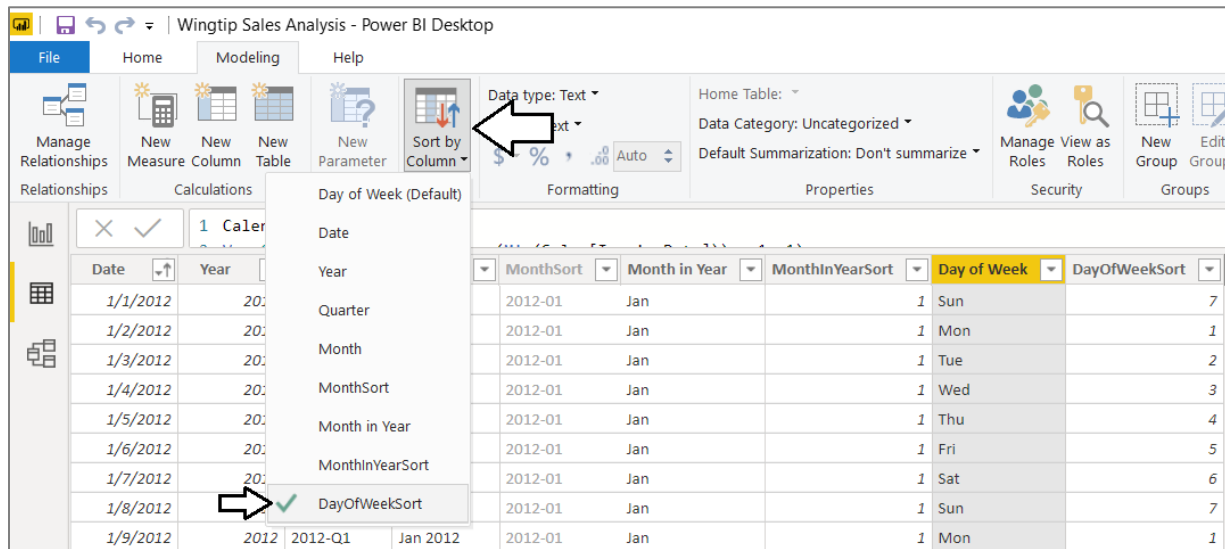 Wingtip Sales Analysis - Power BI Desktop
File Home Modeling Help
Manage Relationships
New Measure
New Column
New Table
New Parameter
Sort by Column
Data type: Text
$ % , .00 Auto
Home Table:
Data Category: Uncategorized
Default Summarization: Don't summarize
Manage Roles
View as Roles
New Group
Relationships Calculations Formatting Properties Security Groups
Day of Week (Default)
Date
Year
Quarter
Month
MonthSort
Month in Year
MonthInYearSort
DayOfWeekSort
1
Date Year MonthSort Month in Year MonthInYearSort Day of Week DayOfWeekSort
1/1/2012 2012-01 Jan 1 Sun 7
1/2/2012 2012-01 Jan 1 Mon 1
1/3/2012 2012-01 Jan 1 Tue 2
1/4/2012 2012-01 Jan 1 Wed 3
1/5/2012 2012-01 Jan 1 Thu 4
1/6/2012 2012-01 Jan 1 Fri 5
1/7/2012 2012-01 Jan 1 Sat 6
1/8/2012 2012-01 Jan 1 Sun 7
1/9/2012 2012 2012-Q1 Jan 2012 2012-01 Jan 1 Mon 1